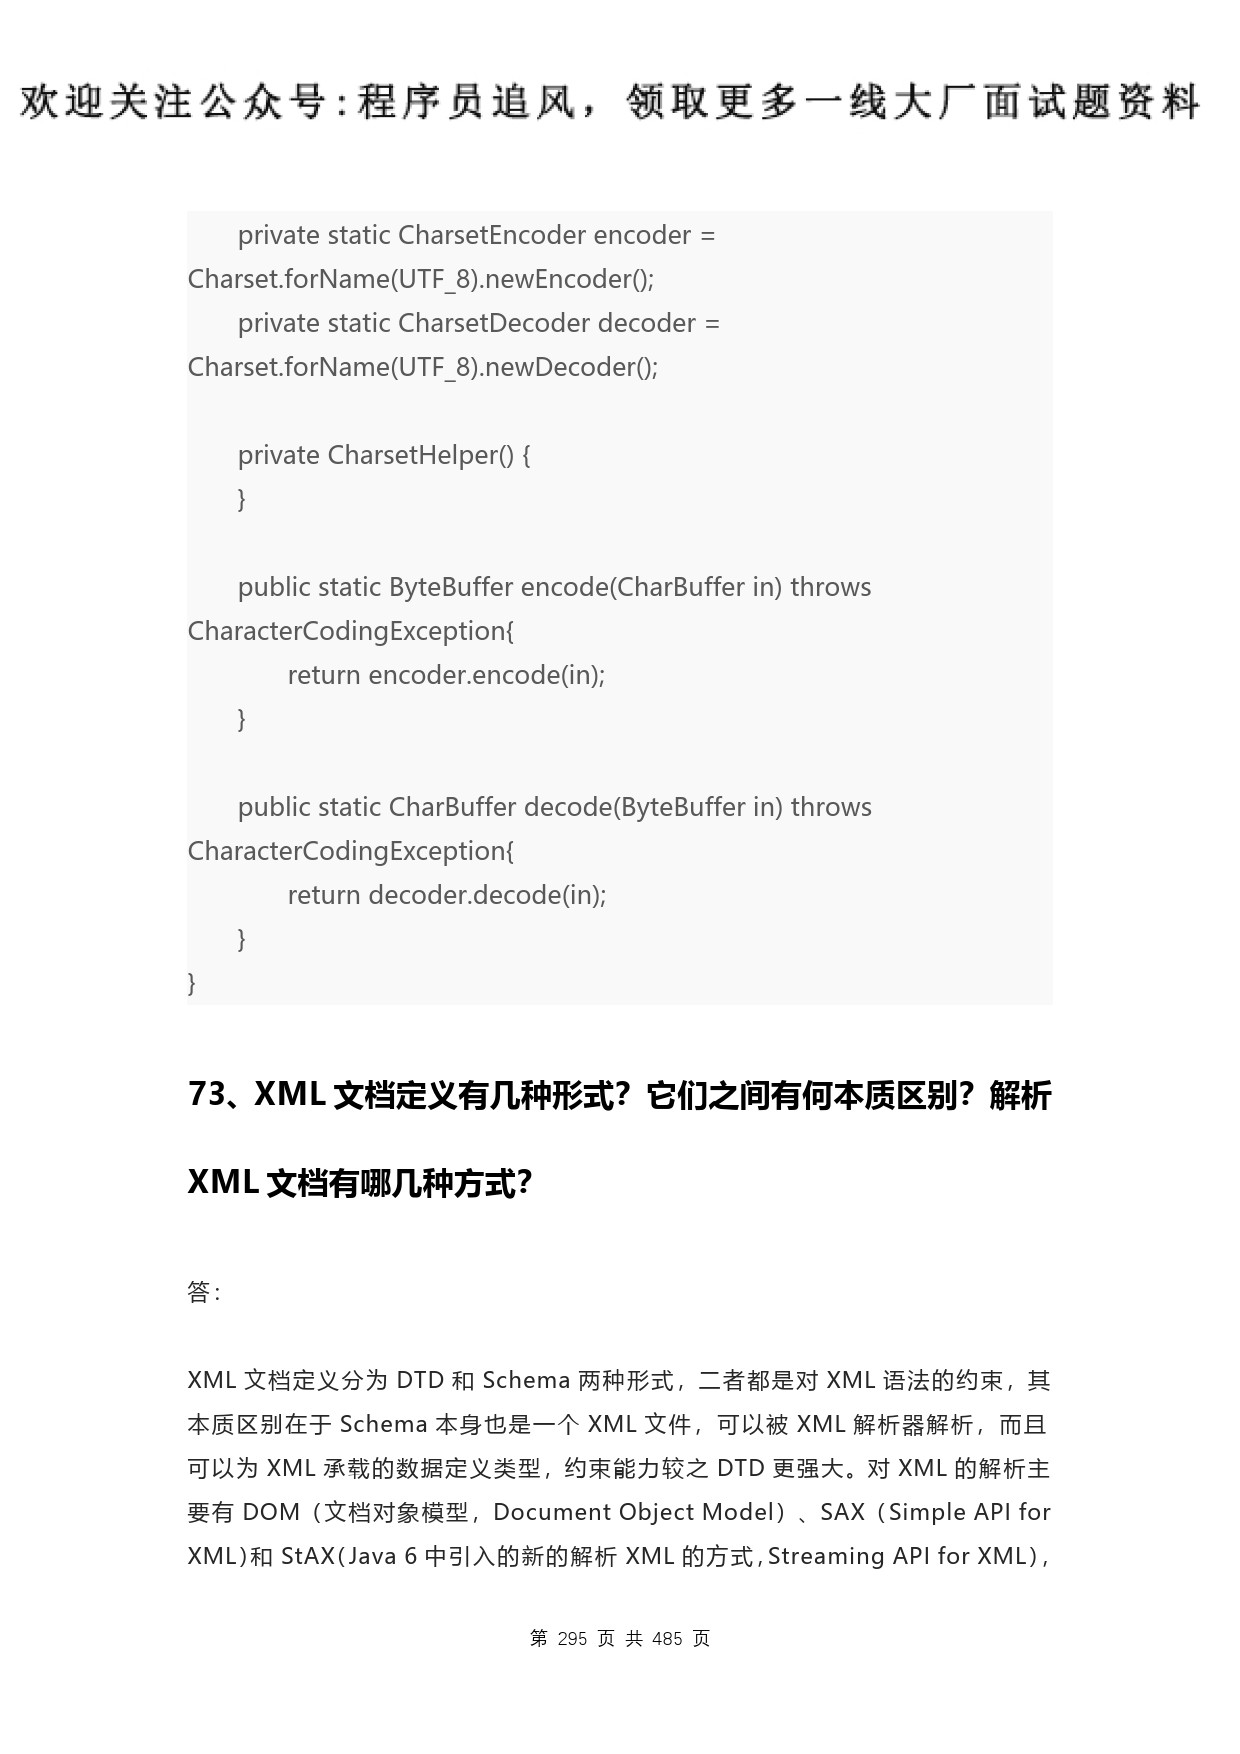 欢迎关注公众号:程序员追风，领取更多一线大厂面试题资料
private static CharsetEncoder encoder =
Charset.forName(UTF_8).newEncoder();
private static CharsetDecoder decoder =
Charset.forName(UTF_8).newDecoder();
private CharsetHelper() {
}
public static ByteBuffer encode(CharBuffer in) throws
CharacterCodingException{
return encoder.encode(in);
}
public static CharBuffer decode(ByteBuffer in) throws
CharacterCodingException{
return decoder.decode(in);
}
}
73、XML 文档定义有几种形式？它们之间有何本质区别？解析
XML 文档有哪几种方式？
答：
XML 文档定义分为 DTD 和 Schema 两种形式，二者都是对 XML 语法的约束，其
本质区别在于 Schema 本身也是一个 XML 文件，可以被 XML 解析器解析，而且
可以为 XML 承载的数据定义类型，约束能力较之 DTD 更强大。对 XML 的解析主
要有 DOM（文档对象模型，Document Object Model）、SAX（Simple API for
XML）和 StAX（Java 6 中引入的新的解析 XML 的方式，Streaming API for XML），
第 295 页 共 485 页